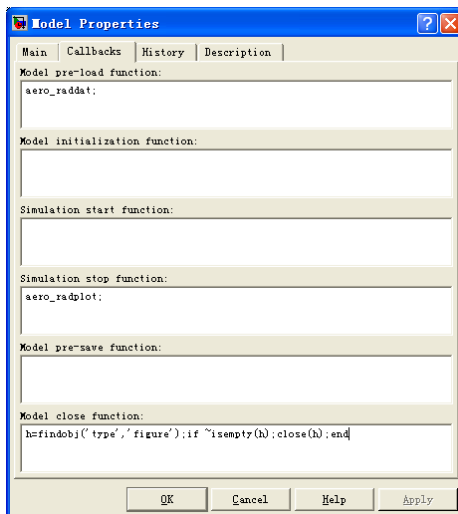 Model Properties
Main Callbacks History Description
Model pre-load function:
aero_raddat;
Model initialization function:
Simulation start function:
Simulation stop function:
aero_radplot;
Model pre-save function:
Model close function:
h=findobj('type','figure');if ~isempty(h);close(h);end
OK Cancel Help Apply